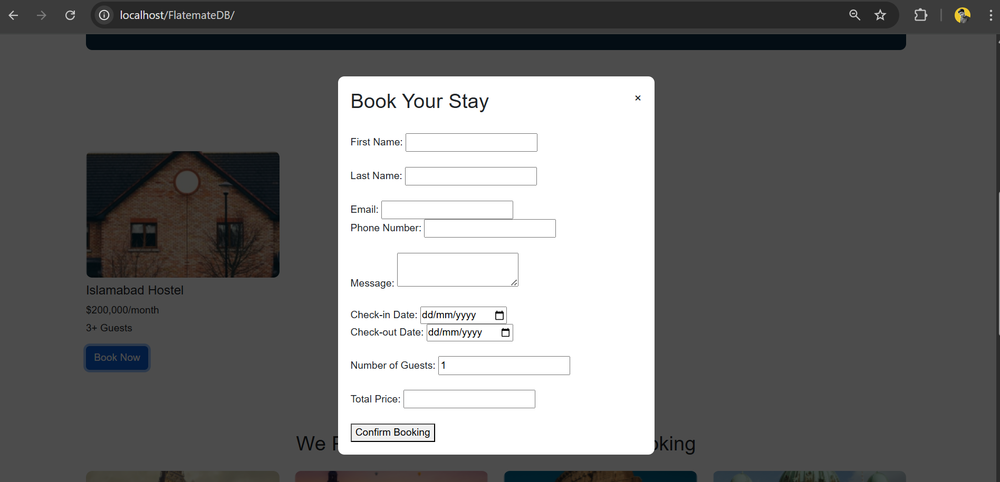 localhost/FlatemateDB/
Book Your Stay
×
First Name:
Last Name:
Email:
Phone Number:
Message:
Check-in Date: dd/mm/yyyy
Check-out Date: dd/mm/yyyy
Number of Guests: 1
Total Price:
Confirm Booking
Islamabad Hostel
$200,000/month
3+ Guests
Book Now
We